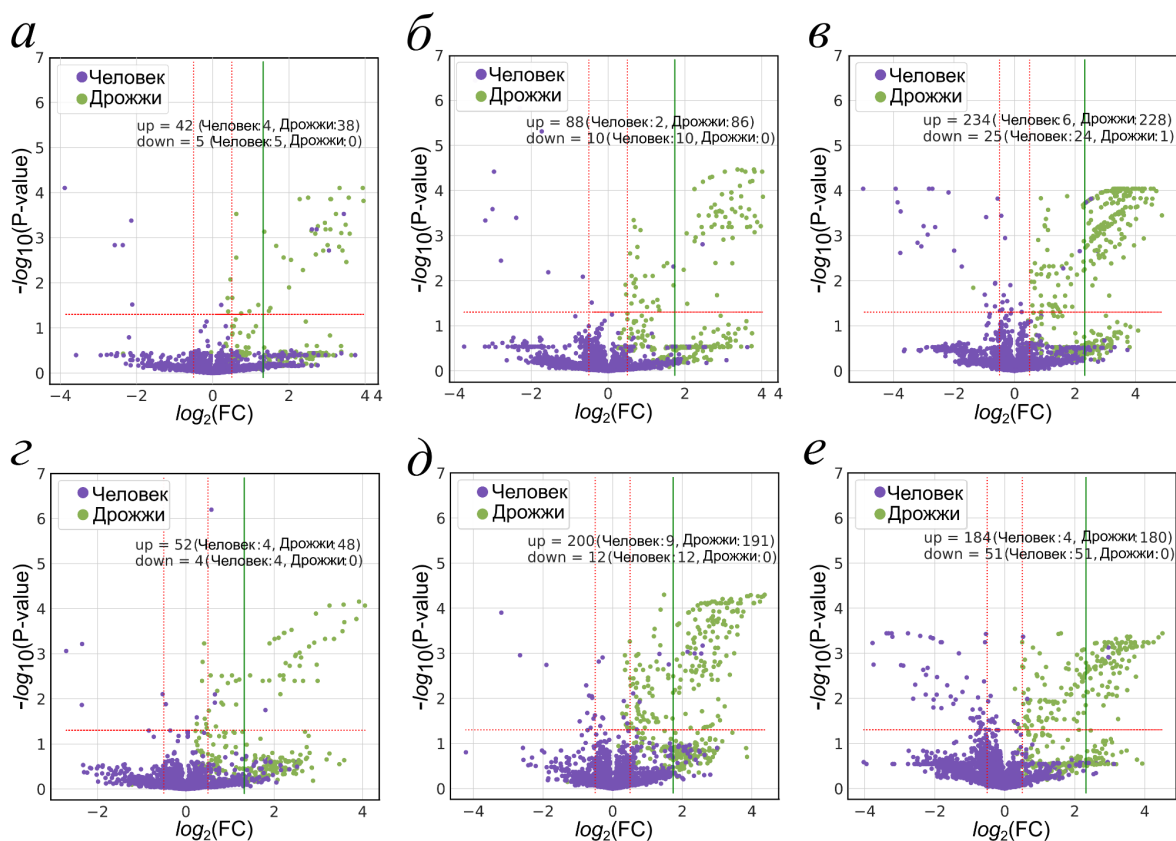 а
7
6
5
4
3
2
1
0
Человек
Дрожжи
up = 42 (Человек:4, Дрожжи:38)
down = 5 (Человек:5, Дрожжи:0)
-log10(P-value)
−4
−2
0
2
4
log2(FC)
б
7
6
5
4
3
2
1
0
Человек
Дрожжи
up = 88(Человек:2, Дрожжи:86)
down = 10(Человек:10, Дрожжи:0)
-log10(P-value)
4
−2
0
2
4
log2(FC)
в
7
6
5
4
3
2
1
0
Человек
Дрожжи
up = 234(Человек:6, Дрожжи:228)
down = 25(Человек:24, Дрожжи:1)
-log10(P-value)
4
−2
0
2
4
log2(FC)
г
7
6
5
4
3
2
1
0
Человек
Дрожжи
up = 52(Человек:4, Дрожжи:48)
down = 4(Человек:4, Дрожжи:0)
-log10(P-value)
−2
0
2
4
log2(FC)
д
7
6
5
4
3
2
1
0
Человек
Дрожжи
up = 200(Человек:9, Дрожжи:191)
down = 12(Человек:12, Дрожжи:0)
-log10(P-value)
−4
−2
0
2
4
log2(FC)
е
7
6
5
4
3
2
1
0
Человек
Дрожжи
up = 184(Человек:4, Дрожжи:180)
down = 51(Человек:51, Дрожжи:0)
-log10(P-value)
−4
−2
0
2
4
log2(FC)